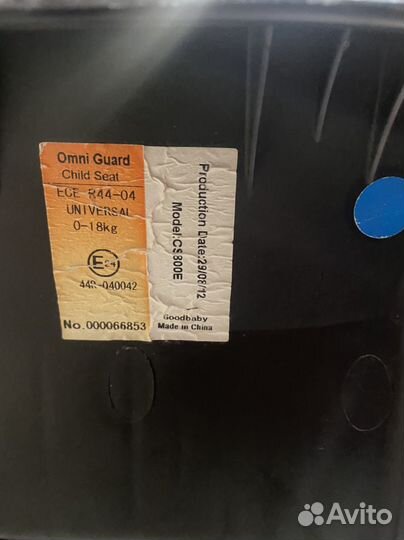 Omni Guard
Child Seat
ECE R44-04
UNIVERSAL
0-18kg
E24
44R-040042
No.000066853
Production Date:29/08/12
Model:CS800E
Goodbaby
Made in China
Avito